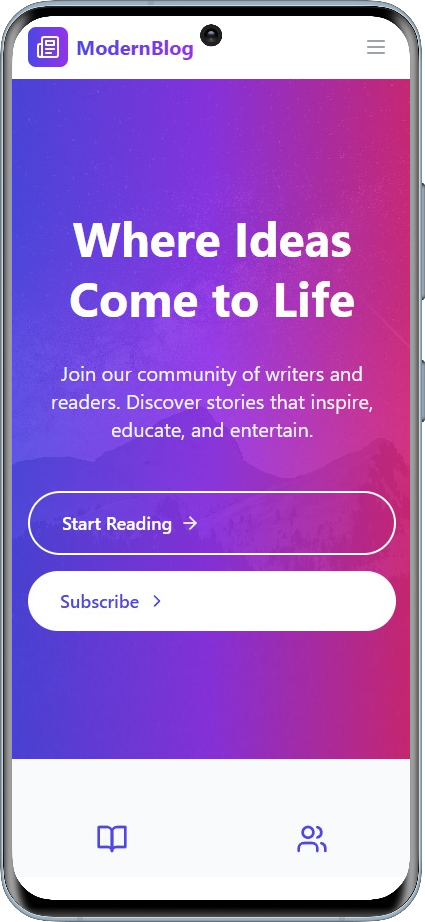 ModernBlog
Where Ideas
Come to Life
Join our community of writers and
readers. Discover stories that inspire,
educate, and entertain.
Start Reading
Subscribe